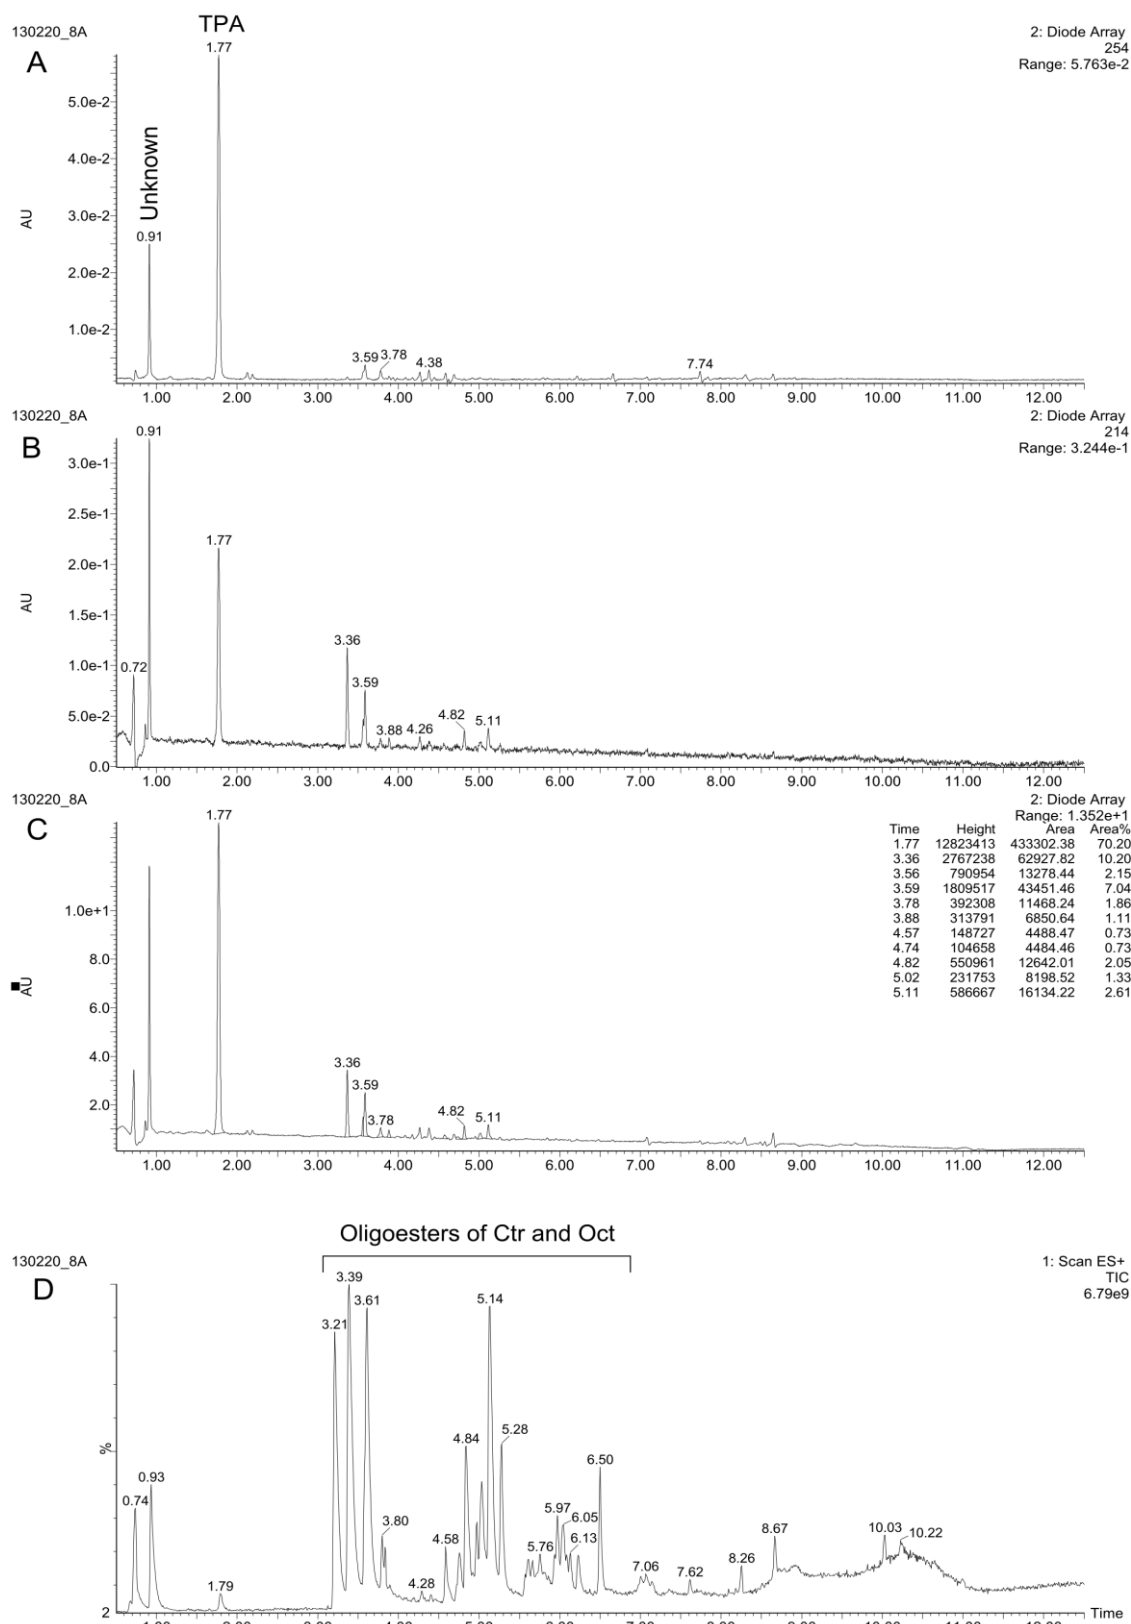 130220_8A
TPA
2: Diode Array
254
Range: 5.763e-2
A
1.77
Unknown
0.91
3.59 3.78 4.38 7.74
5.0e-2
4.0e-2
3.0e-2
2.0e-2
1.0e-2
AU
1.00 2.00 3.00 4.00 5.00 6.00 7.00 8.00 9.00 10.00 11.00 12.00
130220_8A
2: Diode Array
214
Range: 3.244e-1
B
0.91
1.77
0.72 3.36 3.59 3.88 4.26 4.82 5.11
3.0e-1
2.5e-1
2.0e-1
1.5e-1
1.0e-1
5.0e-2
0.0
AU
1.00 2.00 3.00 4.00 5.00 6.00 7.00 8.00 9.00 10.00 11.00 12.00
130220_8A
2: Diode Array
Range: 1.352e+1
C
1.77
3.36 3.59 3.78 4.82 5.11
Time Height Area Area%
1.77 12823413 433302.38 70.20
3.36 2767238 62927.82 10.20
3.56 790954 13278.44 2.15
3.59 1809517 43451.46 7.04
3.78 392308 11468.24 1.86
3.88 313791 6850.64 1.11
4.57 148727 4488.47 0.73
4.74 104658 4484.46 0.73
4.82 550961 12642.01 2.05
5.02 231753 8198.52 1.33
5.11 586667 16134.22 2.61
1.0e+1
8.0
6.0
4.0
2.0
AU
1.00 2.00 3.00 4.00 5.00 6.00 7.00 8.00 9.00 10.00 11.00 12.00
Oligoesters of Ctr and Oct
130220_8A
1: Scan ES+
TIC
6.79e9
D
0.74 0.93 1.79 3.21 3.39 3.61 3.80 4.28 4.58 4.84 5.14 5.28 5.76 5.97 6.05 6.13 6.50 7.06 7.62 8.26 8.67 10.03 10.22
%
2
Time